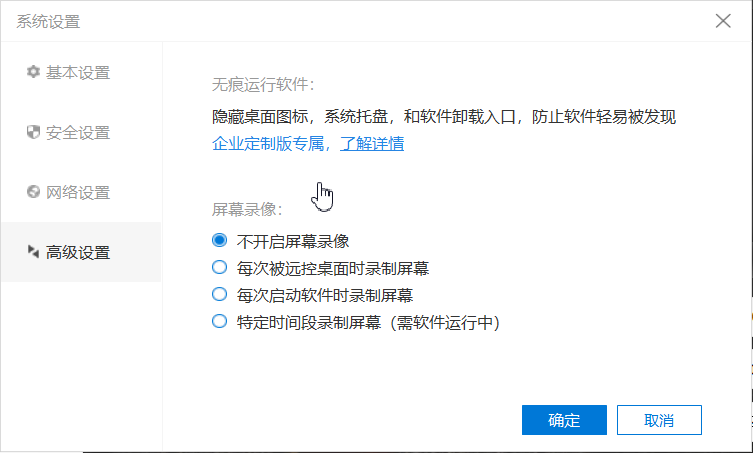 系统设置
基本设置
安全设置
网络设置
高级设置
无痕运行软件：
隐藏桌面图标，系统托盘，和软件卸载入口，防止软件轻易被发现
企业定制版专属，了解详情
屏幕录像：
不开启屏幕录像
每次被远控桌面时录制屏幕
每次启动软件时录制屏幕
特定时间段录制屏幕（需软件运行中）
确定
取消